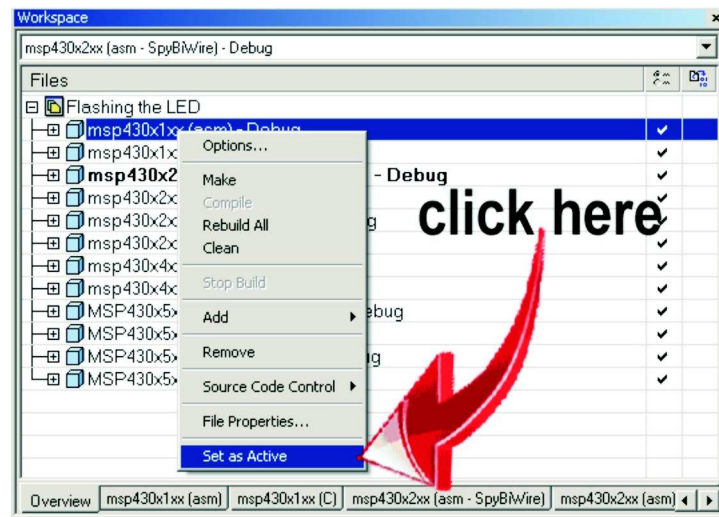 Workspace
msp430x2xx (asm - SpyBiWire) - Debug
Files
Flashing the LED
msp430x1xx (asm) - Debug
msp430x1x
msp430x2 - Debug
msp430x2x
msp430x2x g
msp430x2x
msp430x4x
msp430x4x
MSP430x5x ebug
MSP430x5x
MSP430x5x ug
MSP430x5x
Options...
Make
Compile
Rebuild All
Clean
Stop Build
Add
Remove
Source Code Control
File Properties...
Set as Active
click here
Overview msp430x1xx (asm) msp430x1xx (C) msp430x2xx (asm - SpyBiWire) msp430x2xx (asm)